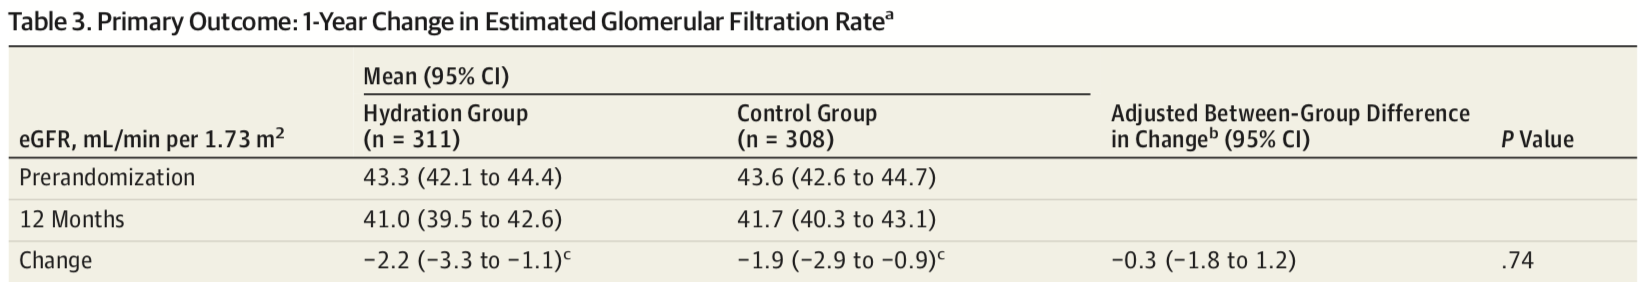 Table 3. Primary Outcome: 1-Year Change in Estimated Glomerular Filtration Rateᵃ
Mean (95% CI)
eGFR, mL/min per 1.73 m² Hydration Group (n = 311) Control Group (n = 308) Adjusted Between-Group Difference in Changeᵇ (95% CI) P Value
Prerandomization 43.3 (42.1 to 44.4) 43.6 (42.6 to 44.7)
12 Months 41.0 (39.5 to 42.6) 41.7 (40.3 to 43.1)
Change −2.2 (−3.3 to −1.1)ᶜ −1.9 (−2.9 to −0.9)ᶜ −0.3 (−1.8 to 1.2) .74